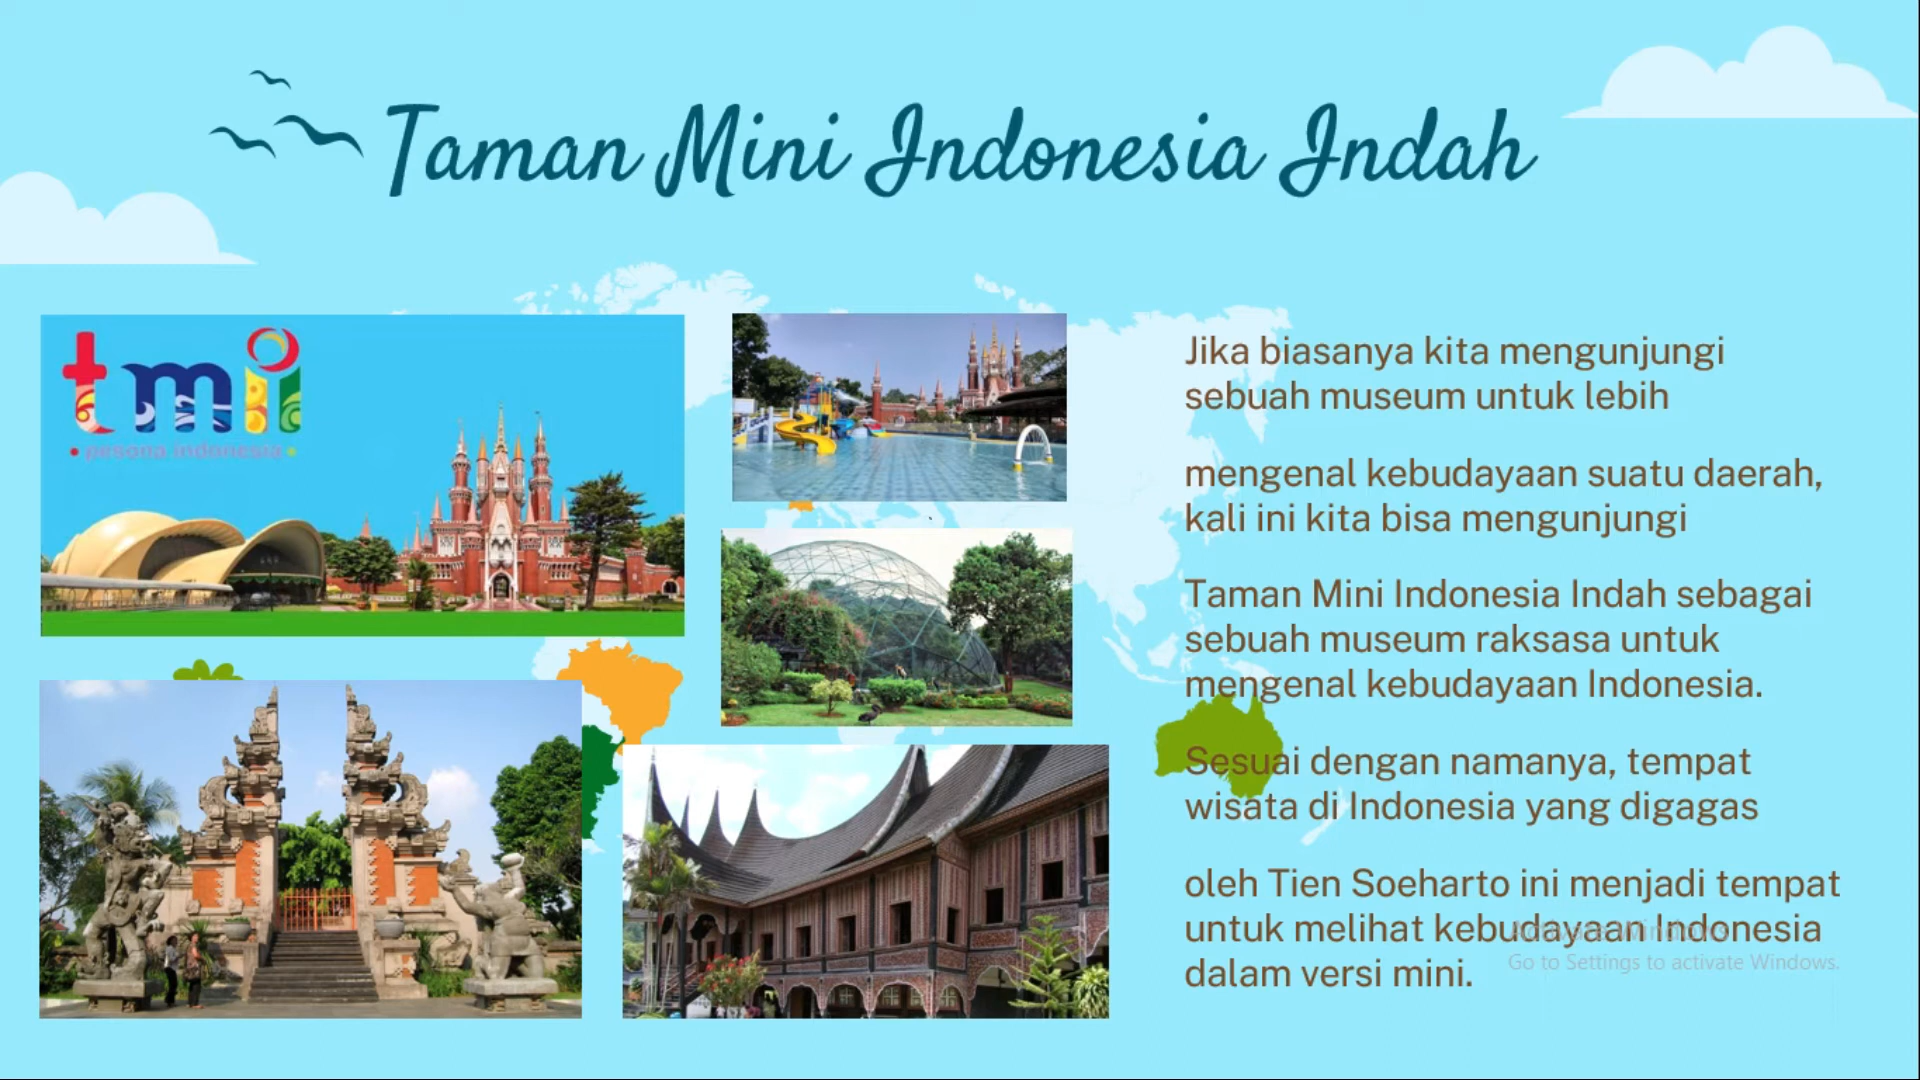 Taman Mini Indonesia Indah
tmii
pesona indonesia
Jika biasanya kita mengunjungi
sebuah museum untuk lebih
mengenal kebudayaan suatu daerah,
kali ini kita bisa mengunjungi
Taman Mini Indonesia Indah sebagai
sebuah museum raksasa untuk
mengenal kebudayaan Indonesia.
Sesuai dengan namanya, tempat
wisata di Indonesia yang digagas
oleh Tien Soeharto ini menjadi tempat
untuk melihat kebudayaan Indonesia
dalam versi mini.
Activate Windows
Go to Settings to activate Windows.